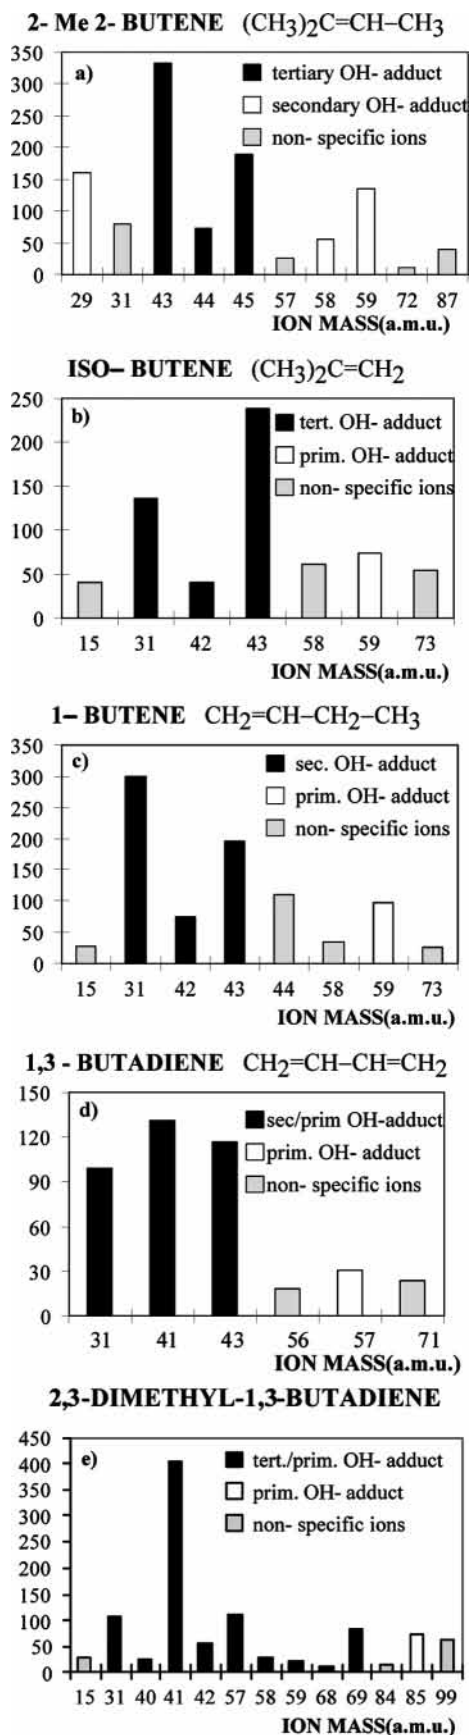 2- Me 2- BUTENE (CH3)2C=CH–CH3
350
300
250
200
150
100
50
0
a)
tertiary OH- adduct
secondary OH- adduct
non- specific ions
29 31 43 44 45 57 58 59 72 87
ION MASS(a.m.u.)
ISO– BUTENE (CH3)2C=CH2
250
200
150
100
50
0
b)
tert. OH- adduct
prim. OH- adduct
non- specific ions
15 31 42 43 58 59 73
ION MASS(a.m.u.)
1– BUTENE CH2=CH–CH2–CH3
350
300
250
200
150
100
50
0
c)
sec. OH- adduct
prim. OH- adduct
non- specific ions
15 31 42 43 44 58 59 73
ION MASS(a.m.u.)
1,3 - BUTADIENE CH2=CH–CH=CH2
150
120
90
60
30
0
d)
sec/prim OH-adduct
prim. OH- adduct
non- specific ions
31 41 43 56 57 71
ION MASS(a.m.u.)
2,3-DIMETHYL-1,3-BUTADIENE
450
400
350
300
250
200
150
100
50
0
e)
tert./prim. OH- adduct
prim. OH- adduct
non- specific ions
15 31 40 41 42 57 58 59 68 69 84 85 99
ION MASS(a.m.u.)